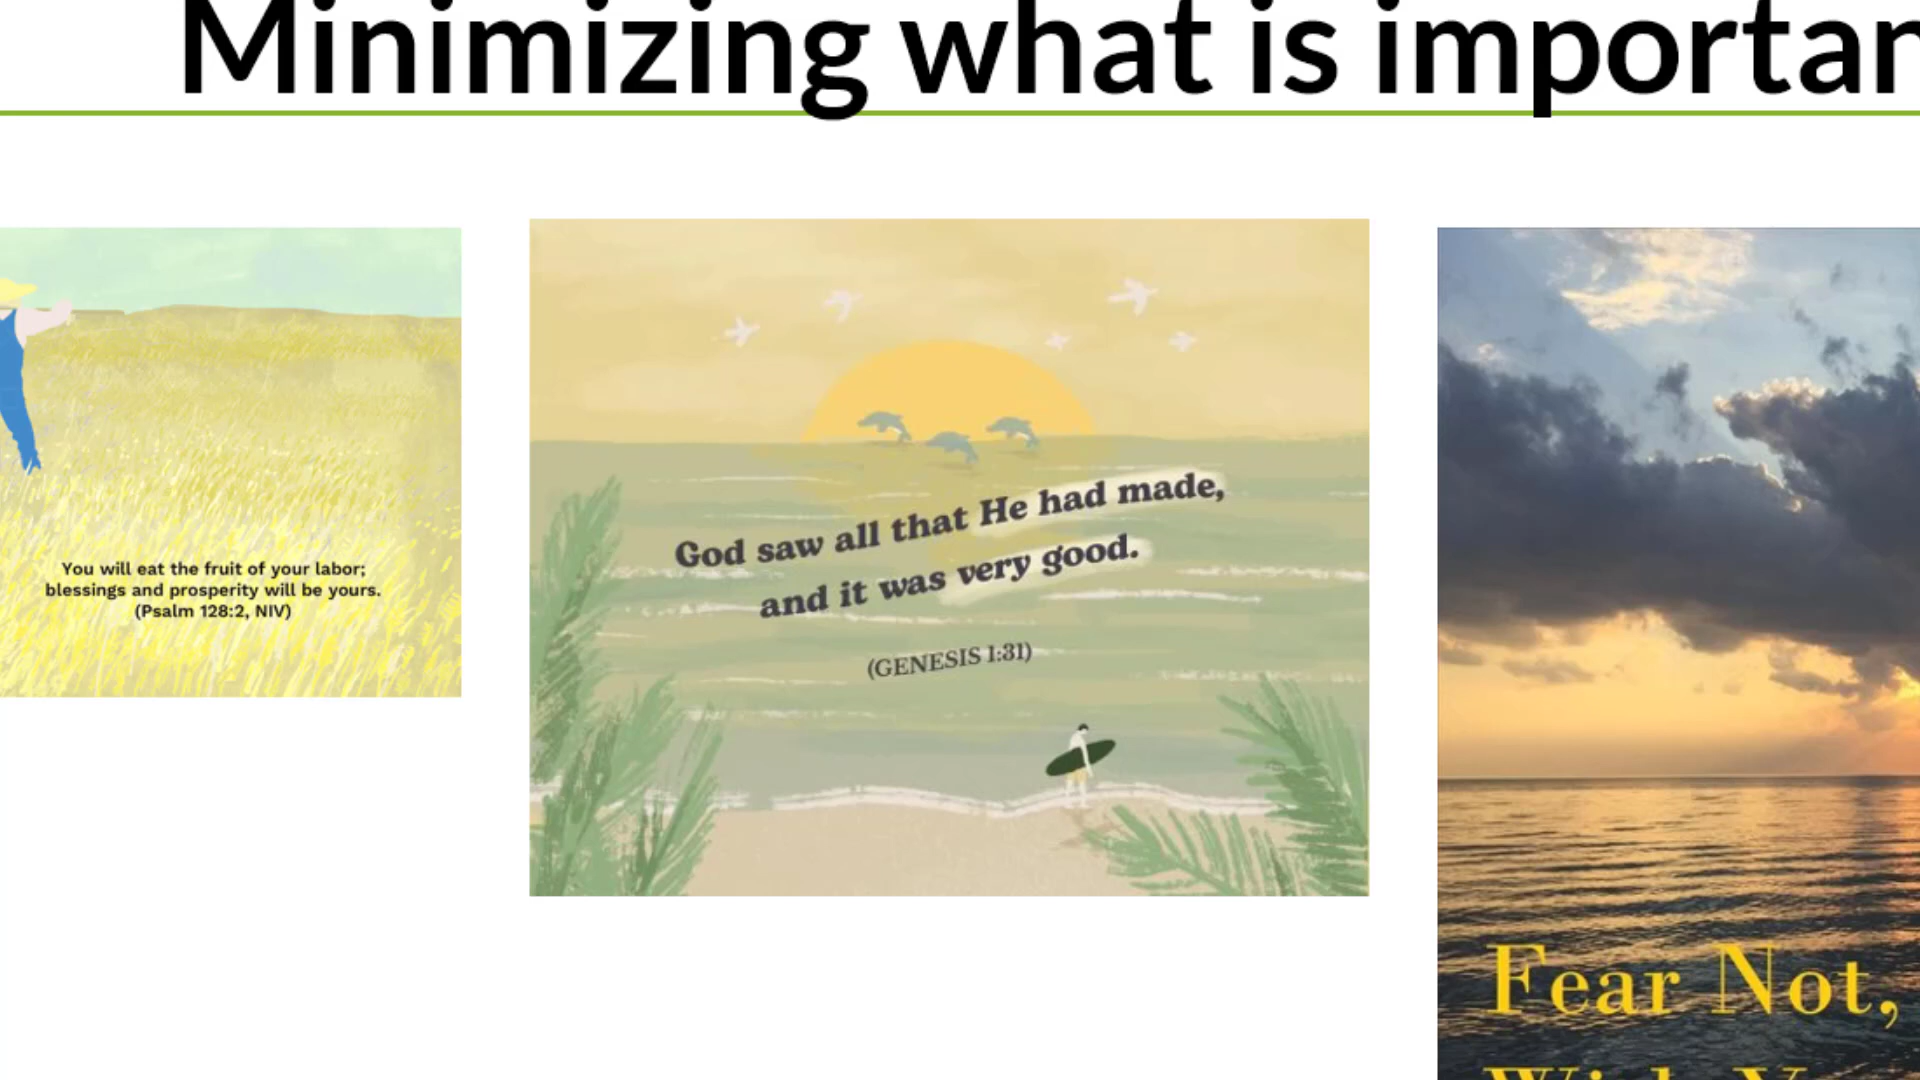 Minimizing what is importan
You will eat the fruit of your labor;
blessings and prosperity will be yours.
(Psalm 128:2, NIV)
God saw all that He had made,
and it was very good.
(GENESIS 1:31)
Fear Not,